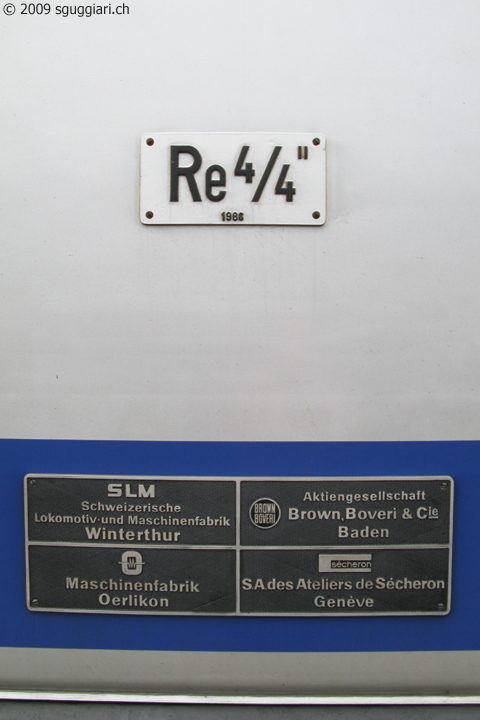 © 2009 sguggiari.ch
Re 4/4 II
1966
SLM
Schweizerische
Lokomotiv-und Maschinenfabrik
Winterthur
BROWN
BOVERI
Aktiengesellschaft
Brown, Boveri & Cie
Baden
Maschinenfabrik
Oerlikon
sécheron
S.A. des Ateliers de Sécheron
Genève